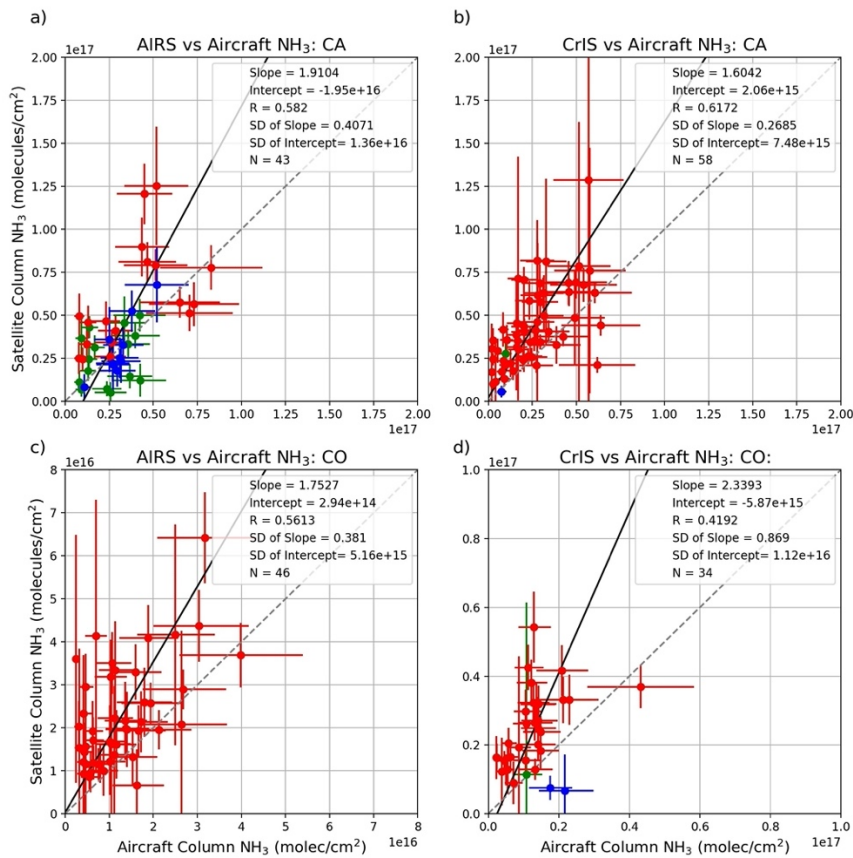 a)
AIRS vs Aircraft NH3: CA
1e17
2.00
1.75
1.50
1.25
1.00
0.75
0.50
0.25
0.00
Satellite Column NH3 (molecules/cm2)
Slope = 1.9104
Intercept = -1.95e+16
R = 0.582
SD of Slope = 0.4071
SD of Intercept= 1.36e+16
N = 43
0.00 0.25 0.50 0.75 1.00 1.25 1.50 1.75 2.00
1e17
b)
CrIS vs Aircraft NH3: CA
1e17
2.00
1.75
1.50
1.25
1.00
0.75
0.50
0.25
0.00
Slope = 1.6042
Intercept = 2.06e+15
R = 0.6172
SD of Slope = 0.2685
SD of Intercept= 7.48e+15
N = 58
0.00 0.25 0.50 0.75 1.00 1.25 1.50 1.75 2.00
1e17
c)
AIRS vs Aircraft NH3: CO
1e16
8
7
6
5
4
3
2
1
0
Satellite Column NH3 (molecules/cm2)
Slope = 1.7527
Intercept = 2.94e+14
R = 0.5613
SD of Slope = 0.381
SD of Intercept= 5.16e+15
N = 46
0 1 2 3 4 5 6 7 8
1e16
Aircraft Column NH3 (molec/cm2)
d)
CrIS vs Aircraft NH3: CO:
1e17
1.0
0.8
0.6
0.4
0.2
0.0
Slope = 2.3393
Intercept = -5.87e+15
R = 0.4192
SD of Slope = 0.869
SD of Intercept= 1.12e+16
N = 34
0.0 0.2 0.4 0.6 0.8 1.0
1e17
Aircraft Column NH3 (molec/cm2)